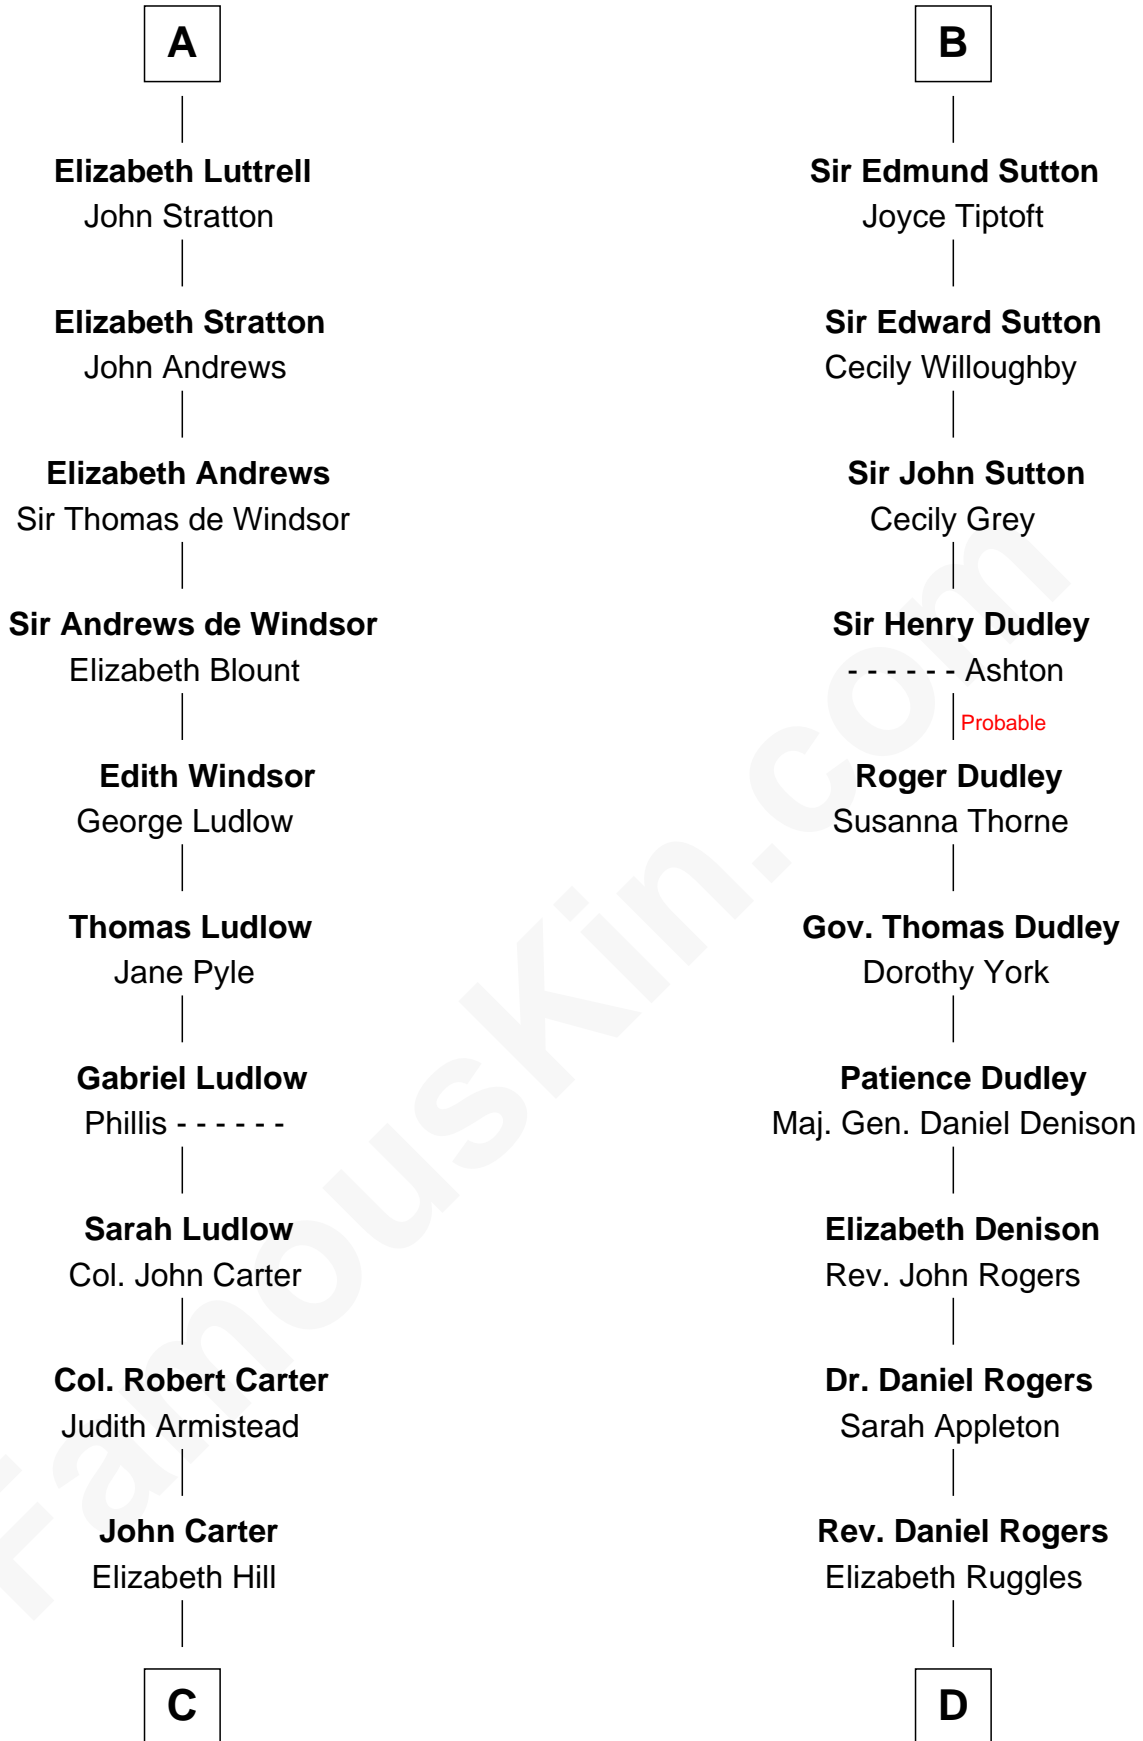 A
Elizabeth Luttrell
John Stratton
Elizabeth Stratton
John Andrews
Elizabeth Andrews
Sir Thomas de Windsor
Sir Andrews de Windsor
Elizabeth Blount
Edith Windsor
George Ludlow
Thomas Ludlow
Jane Pyle
Gabriel Ludlow
Phillis - - - - - -
Sarah Ludlow
Col. John Carter
Col. Robert Carter
Judith Armistead
John Carter
Elizabeth Hill
C
B
Sir Edmund Sutton
Joyce Tiptoft
Sir Edward Sutton
Cecily Willoughby
Sir John Sutton
Cecily Grey
Sir Henry Dudley
- - - - - - Ashton
Probable
Roger Dudley
Susanna Thorne
Gov. Thomas Dudley
Dorothy York
Patience Dudley
Maj. Gen. Daniel Denison
Elizabeth Denison
Rev. John Rogers
Dr. Daniel Rogers
Sarah Appleton
Rev. Daniel Rogers
Elizabeth Ruggles
D
FamousKin.com